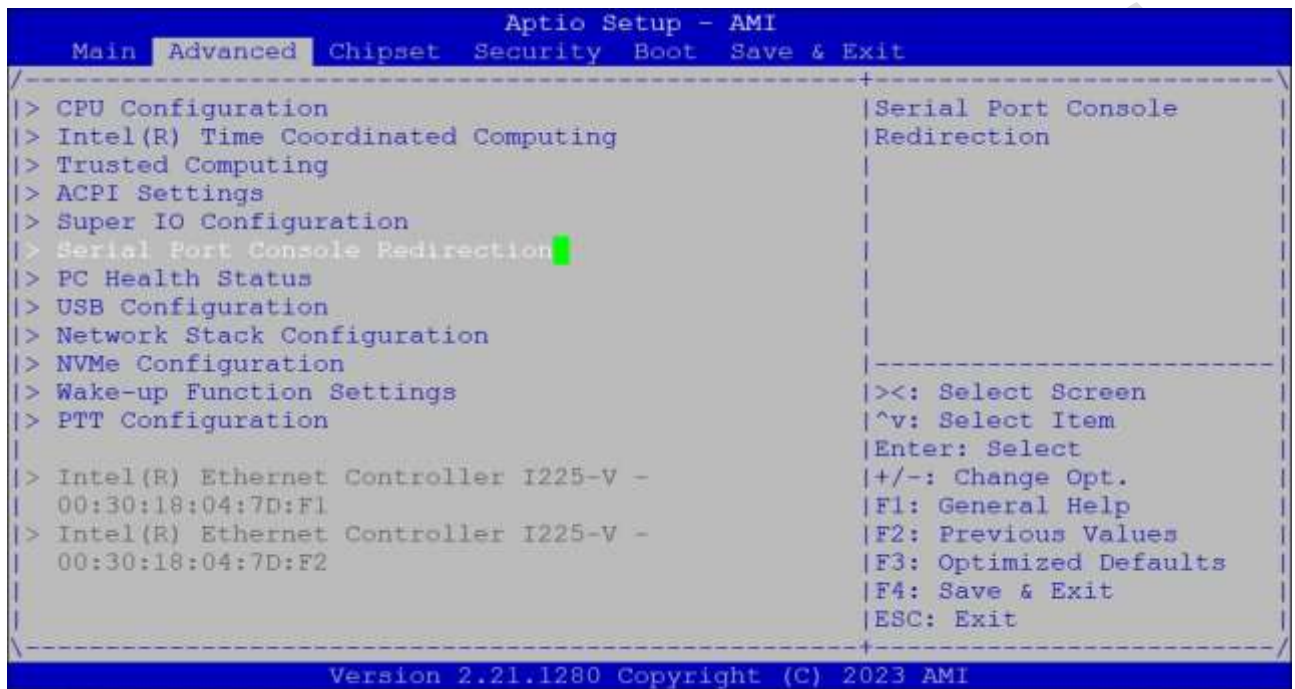 Aptio Setup - AMI
Main Advanced Chipset Security Boot Save & Exit
> CPU Configuration
> Intel(R) Time Coordinated Computing
> Trusted Computing
> ACPI Settings
> Super IO Configuration
> Serial Port Console Redirection
> PC Health Status
> USB Configuration
> Network Stack Configuration
> NVMe Configuration
> Wake-up Function Settings
> PTT Configuration
> Intel(R) Ethernet Controller I225-V -
00:30:18:04:7D:F1
> Intel(R) Ethernet Controller I225-V -
00:30:18:04:7D:F2
Serial Port Console
Redirection
><: Select Screen
^v: Select Item
Enter: Select
+/-: Change Opt.
F1: General Help
F2: Previous Values
F3: Optimized Defaults
F4: Save & Exit
ESC: Exit
Version 2.21.1280 Copyright (C) 2023 AMI